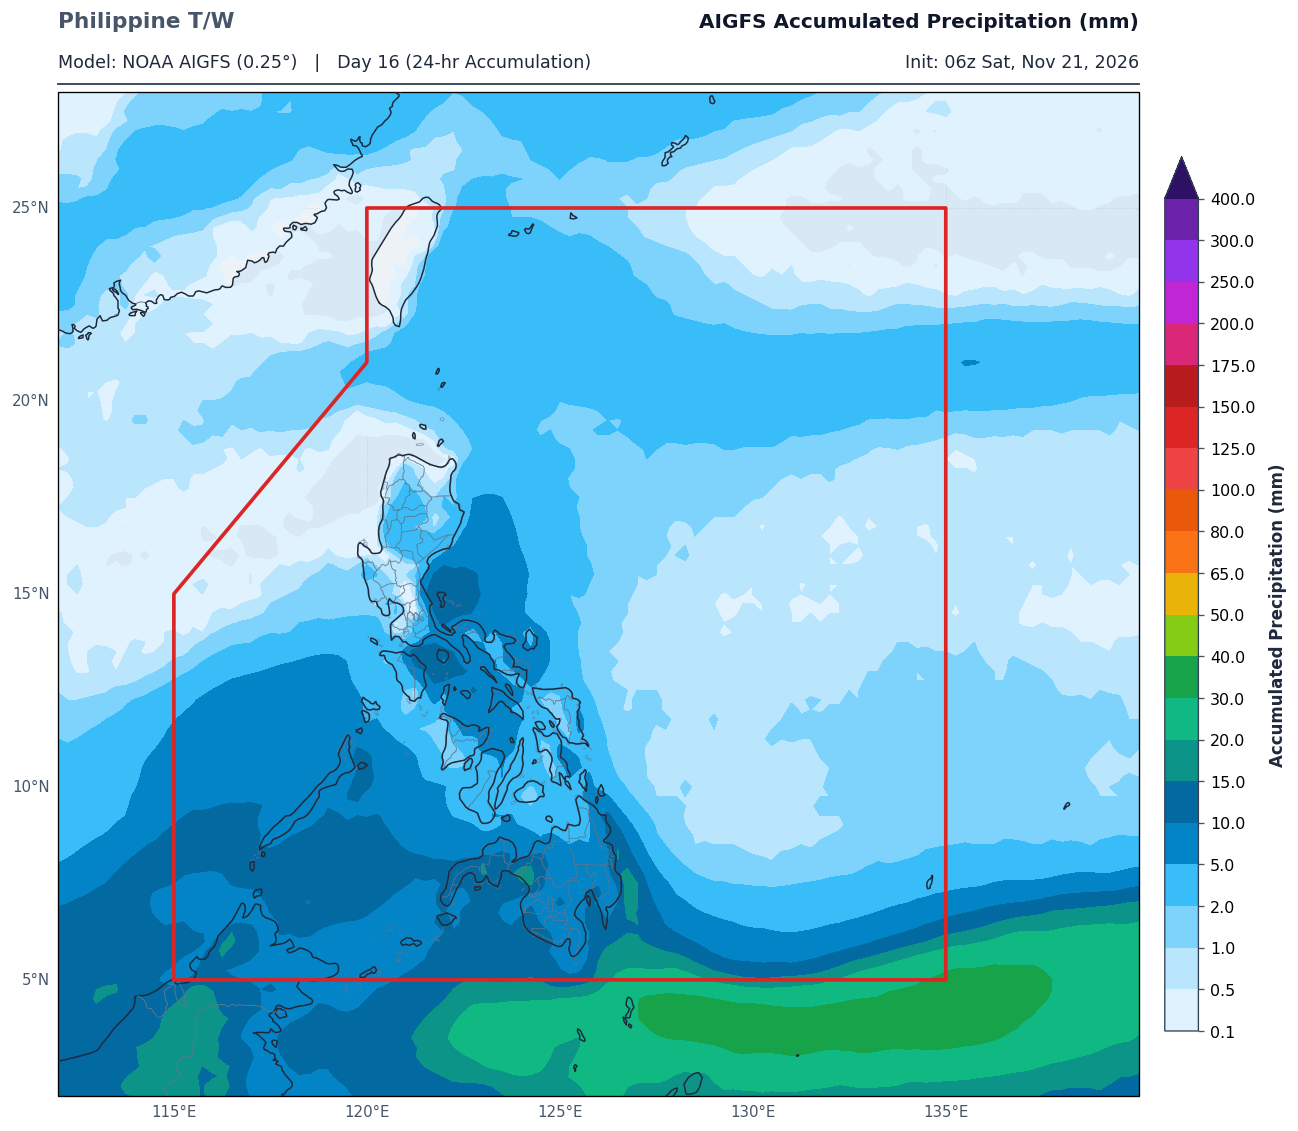 Philippine T/W
AIGFS Accumulated Precipitation (mm)
Model: NOAA AIGFS (0.25°) | Day 16 (24-hr Accumulation)
Init: 06z Sat, Nov 21, 2026
25°N
20°N
15°N
10°N
5°N
115°E
120°E
125°E
130°E
135°E
400.0
300.0
250.0
200.0
175.0
150.0
125.0
100.0
80.0
65.0
50.0
40.0
30.0
20.0
15.0
10.0
5.0
2.0
1.0
0.5
0.1
Accumulated Precipitation (mm)